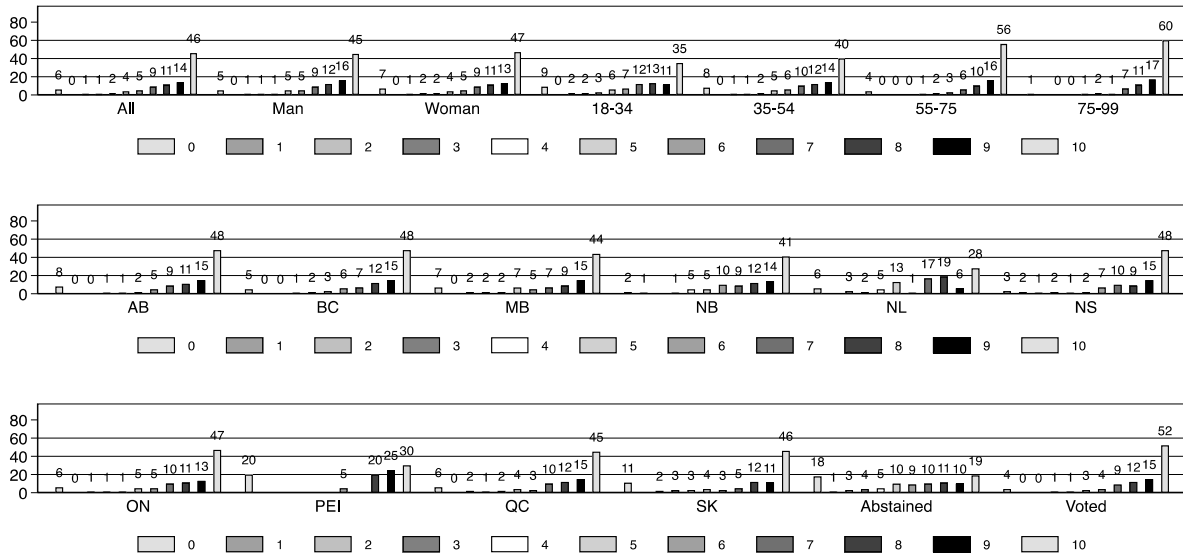 80
60
40
20
0
6 0 1 1 2 4 5 9 11 14 46
5 0 1 1 1 5 5 9 12 16 45
7 0 1 2 2 4 5 9 11 13 47
9 0 2 2 3 6 7 12 13 11 35
8 0 1 1 2 5 6 10 12 14 40
4 0 0 0 1 2 3 6 10 16 56
1 0 0 1 2 1 7 11 17 60
All Man Woman 18-34 35-54 55-75 75-99
0 1 2 3 4 5 6 7 8 9 10
80
60
40
20
0
8 0 0 1 1 2 5 9 11 15 48
5 0 0 1 2 3 6 7 12 15 48
7 0 2 2 2 7 5 7 9 15 44
2 1 1 5 5 10 9 12 14 41
6 3 2 5 13 1 17 19 6 28
3 2 1 2 1 2 7 10 9 15 48
AB BC MB NB NL NS
0 1 2 3 4 5 6 7 8 9 10
80
60
40
20
0
6 0 1 1 1 5 5 10 11 13 47
20 5 20 25 30
6 0 2 1 2 4 3 10 12 15 45
11 2 3 3 4 3 5 12 11 46
18 1 3 4 5 10 9 10 11 10 19
4 0 0 1 1 3 4 9 12 15 52
ON PEI QC SK Abstained Voted
0 1 2 3 4 5 6 7 8 9 10